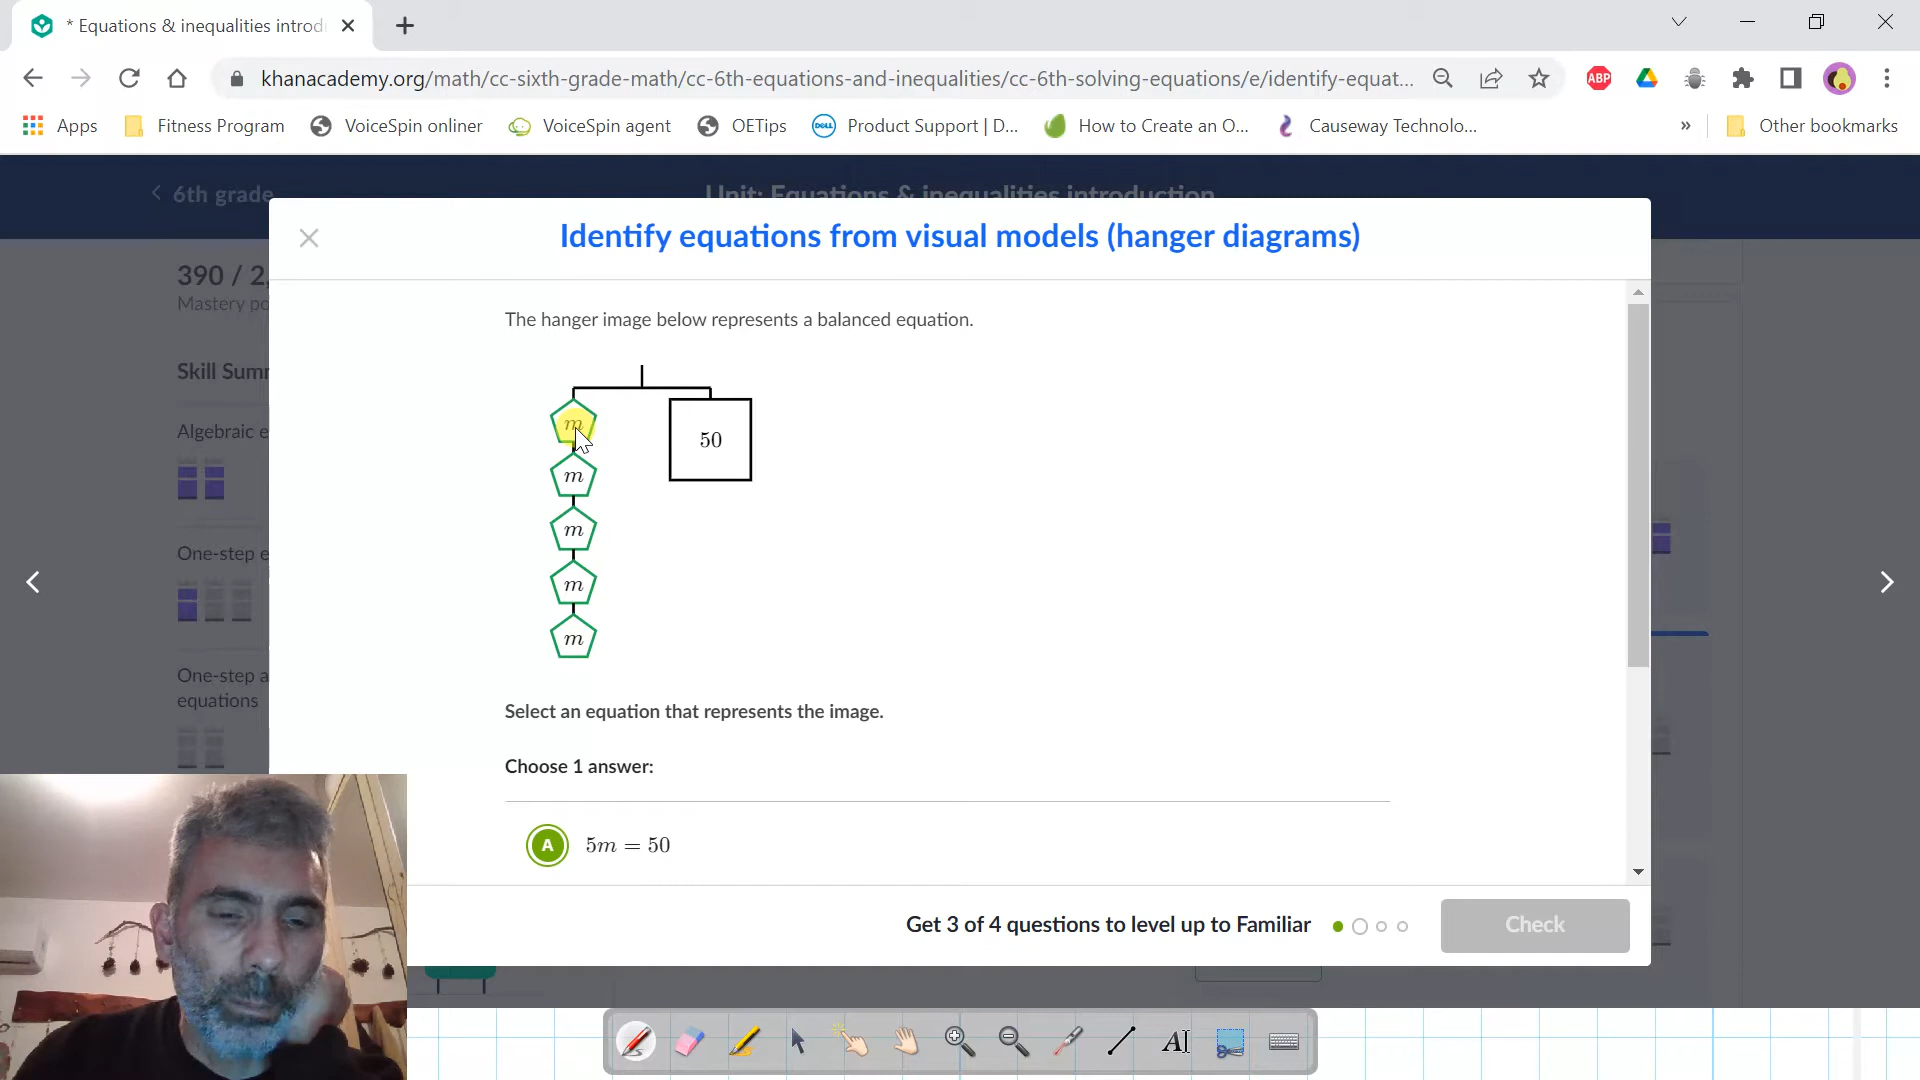 * Equations & inequalities introd
khanacademy.org/math/cc-sixth-grade-math/cc-6th-equations-and-inequalities/cc-6th-solving-equations/e/identify-equat...
ABP
Apps
Fitness Program
VoiceSpin onliner
VoiceSpin agent
OETips
DELL
Product Support | D...
How to Create an O...
Causeway Technolo...
»
Other bookmarks
6th grade
Unit: Equations & inequalities introduction
Identify equations from visual models (hanger diagrams)
390 / 2,
Mastery po
Skill Summ
Algebraic e
One-step e
One-step a
equations
The hanger image below represents a balanced equation.
m
50
m
m
m
m
Select an equation that represents the image.
Choose 1 answer:
A
5m = 50
Get 3 of 4 questions to level up to Familiar
Check
A